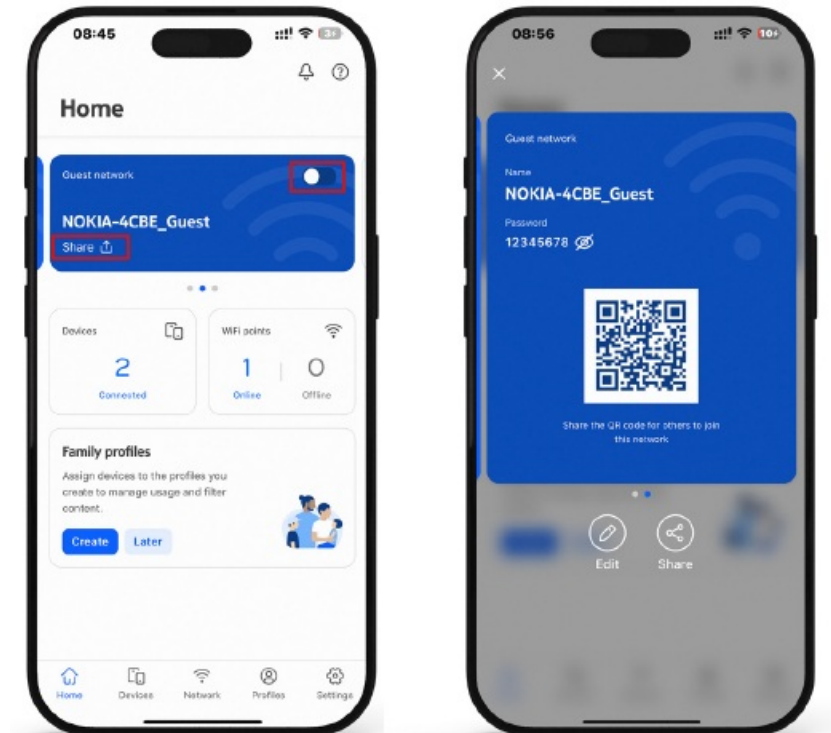 08:45
Home
Guest network
NOKIA-4CBE_Guest
Share
Devices
WiFi points
2
1
0
Connected
Online
Offline
Family profiles
Assign devices to the profiles you
create to manage usage and filter
content.
Create Later
Home Devices Network Profiles Settings
08:56
Guest network
Name
NOKIA-4CBE_Guest
Password
12345678
Share the QR code for others to join
this network
Edit Share